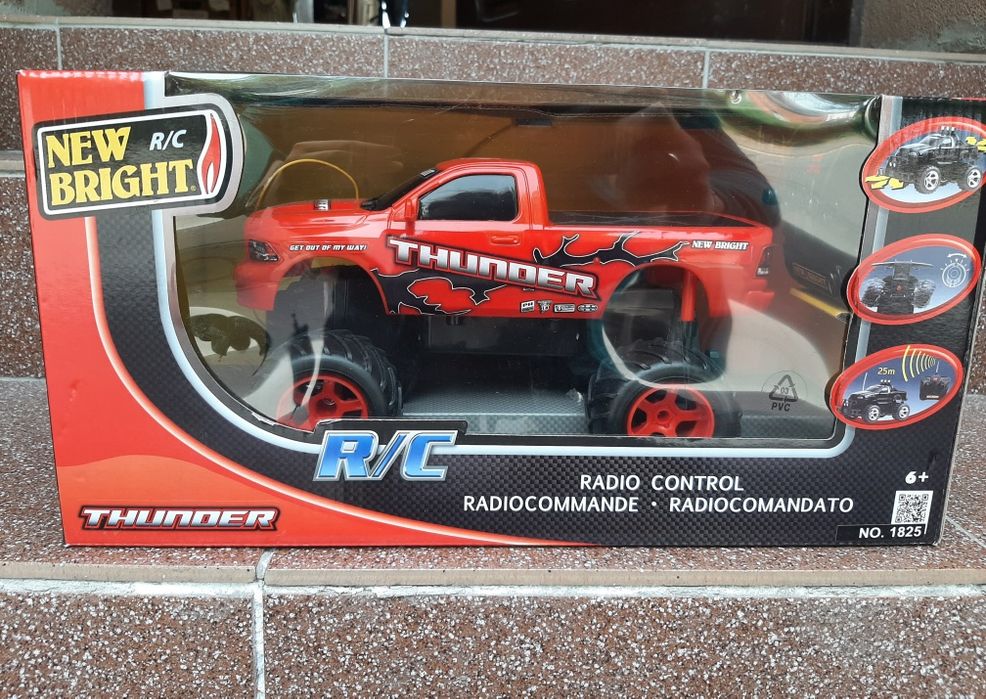 NEW R/C
BRIGHT
GET OUT OF MY WAY!
THUNDER
NEW BRIGHT
25m
03
PVC
R/C
RADIO CONTROL
RADIOCOMMANDE • RADIOCOMANDATO
THUNDER
6+
NO. 1825